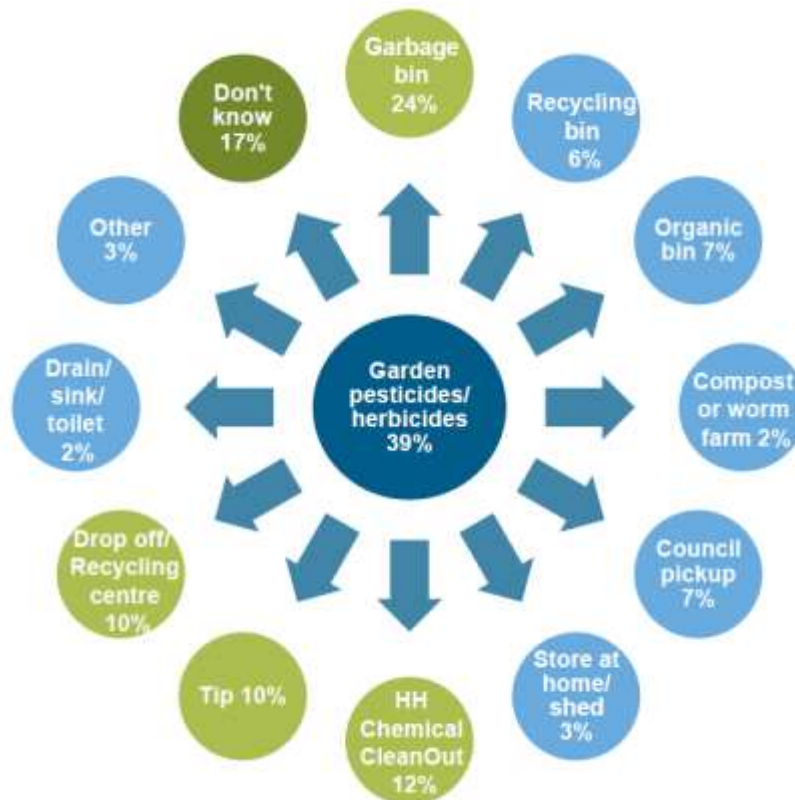 Garbage
bin
24%
Recycling
bin
6%
Organic
bin 7%
Compost
or worm
farm 2%
Council
pickup
7%
Store at
home/
shed
3%
HH
Chemical
CleanOut
12%
Tip 10%
Drop off/
Recycling
centre
10%
Drain/
sink/
toilet
2%
Other
3%
Don't
know
17%
Garden
pesticides/
herbicides
39%